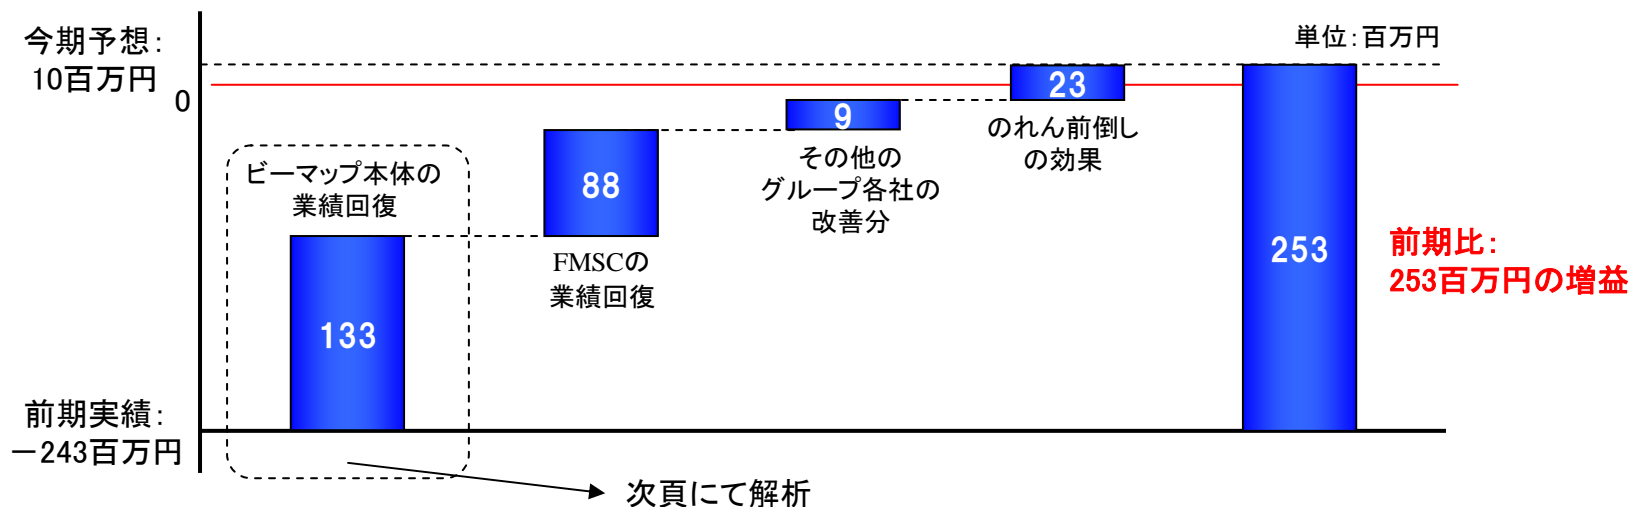 今期予想：
10百万円
0
単位：百万円
ビーマップ本体の
業績回復
133
88
FMSCの
業績回復
9
その他の
グループ各社の
改善分
23
のれん前倒し
の効果
253
前期比：
253百万円の増益
前期実績：
－243百万円
次頁にて解析